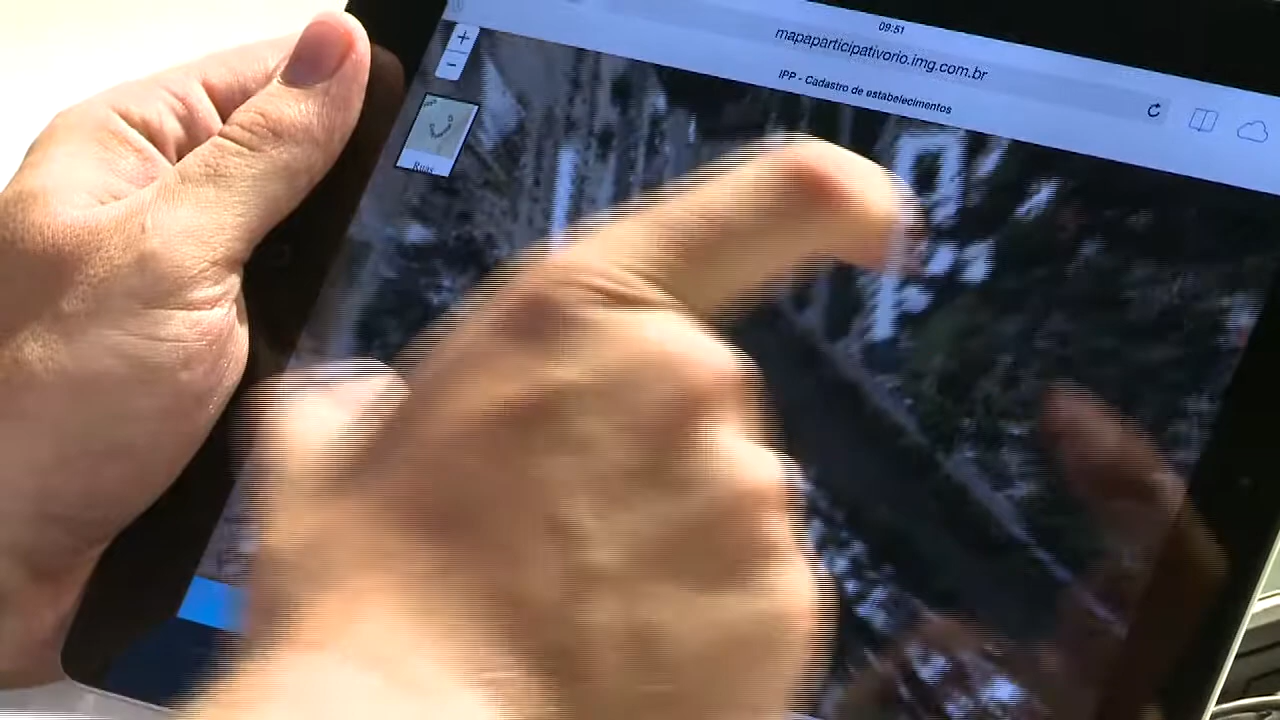 09:51
mapaparticipativorio.img.com.br
IPP - Cadastro de estabelecimentos
+
−
Ruas